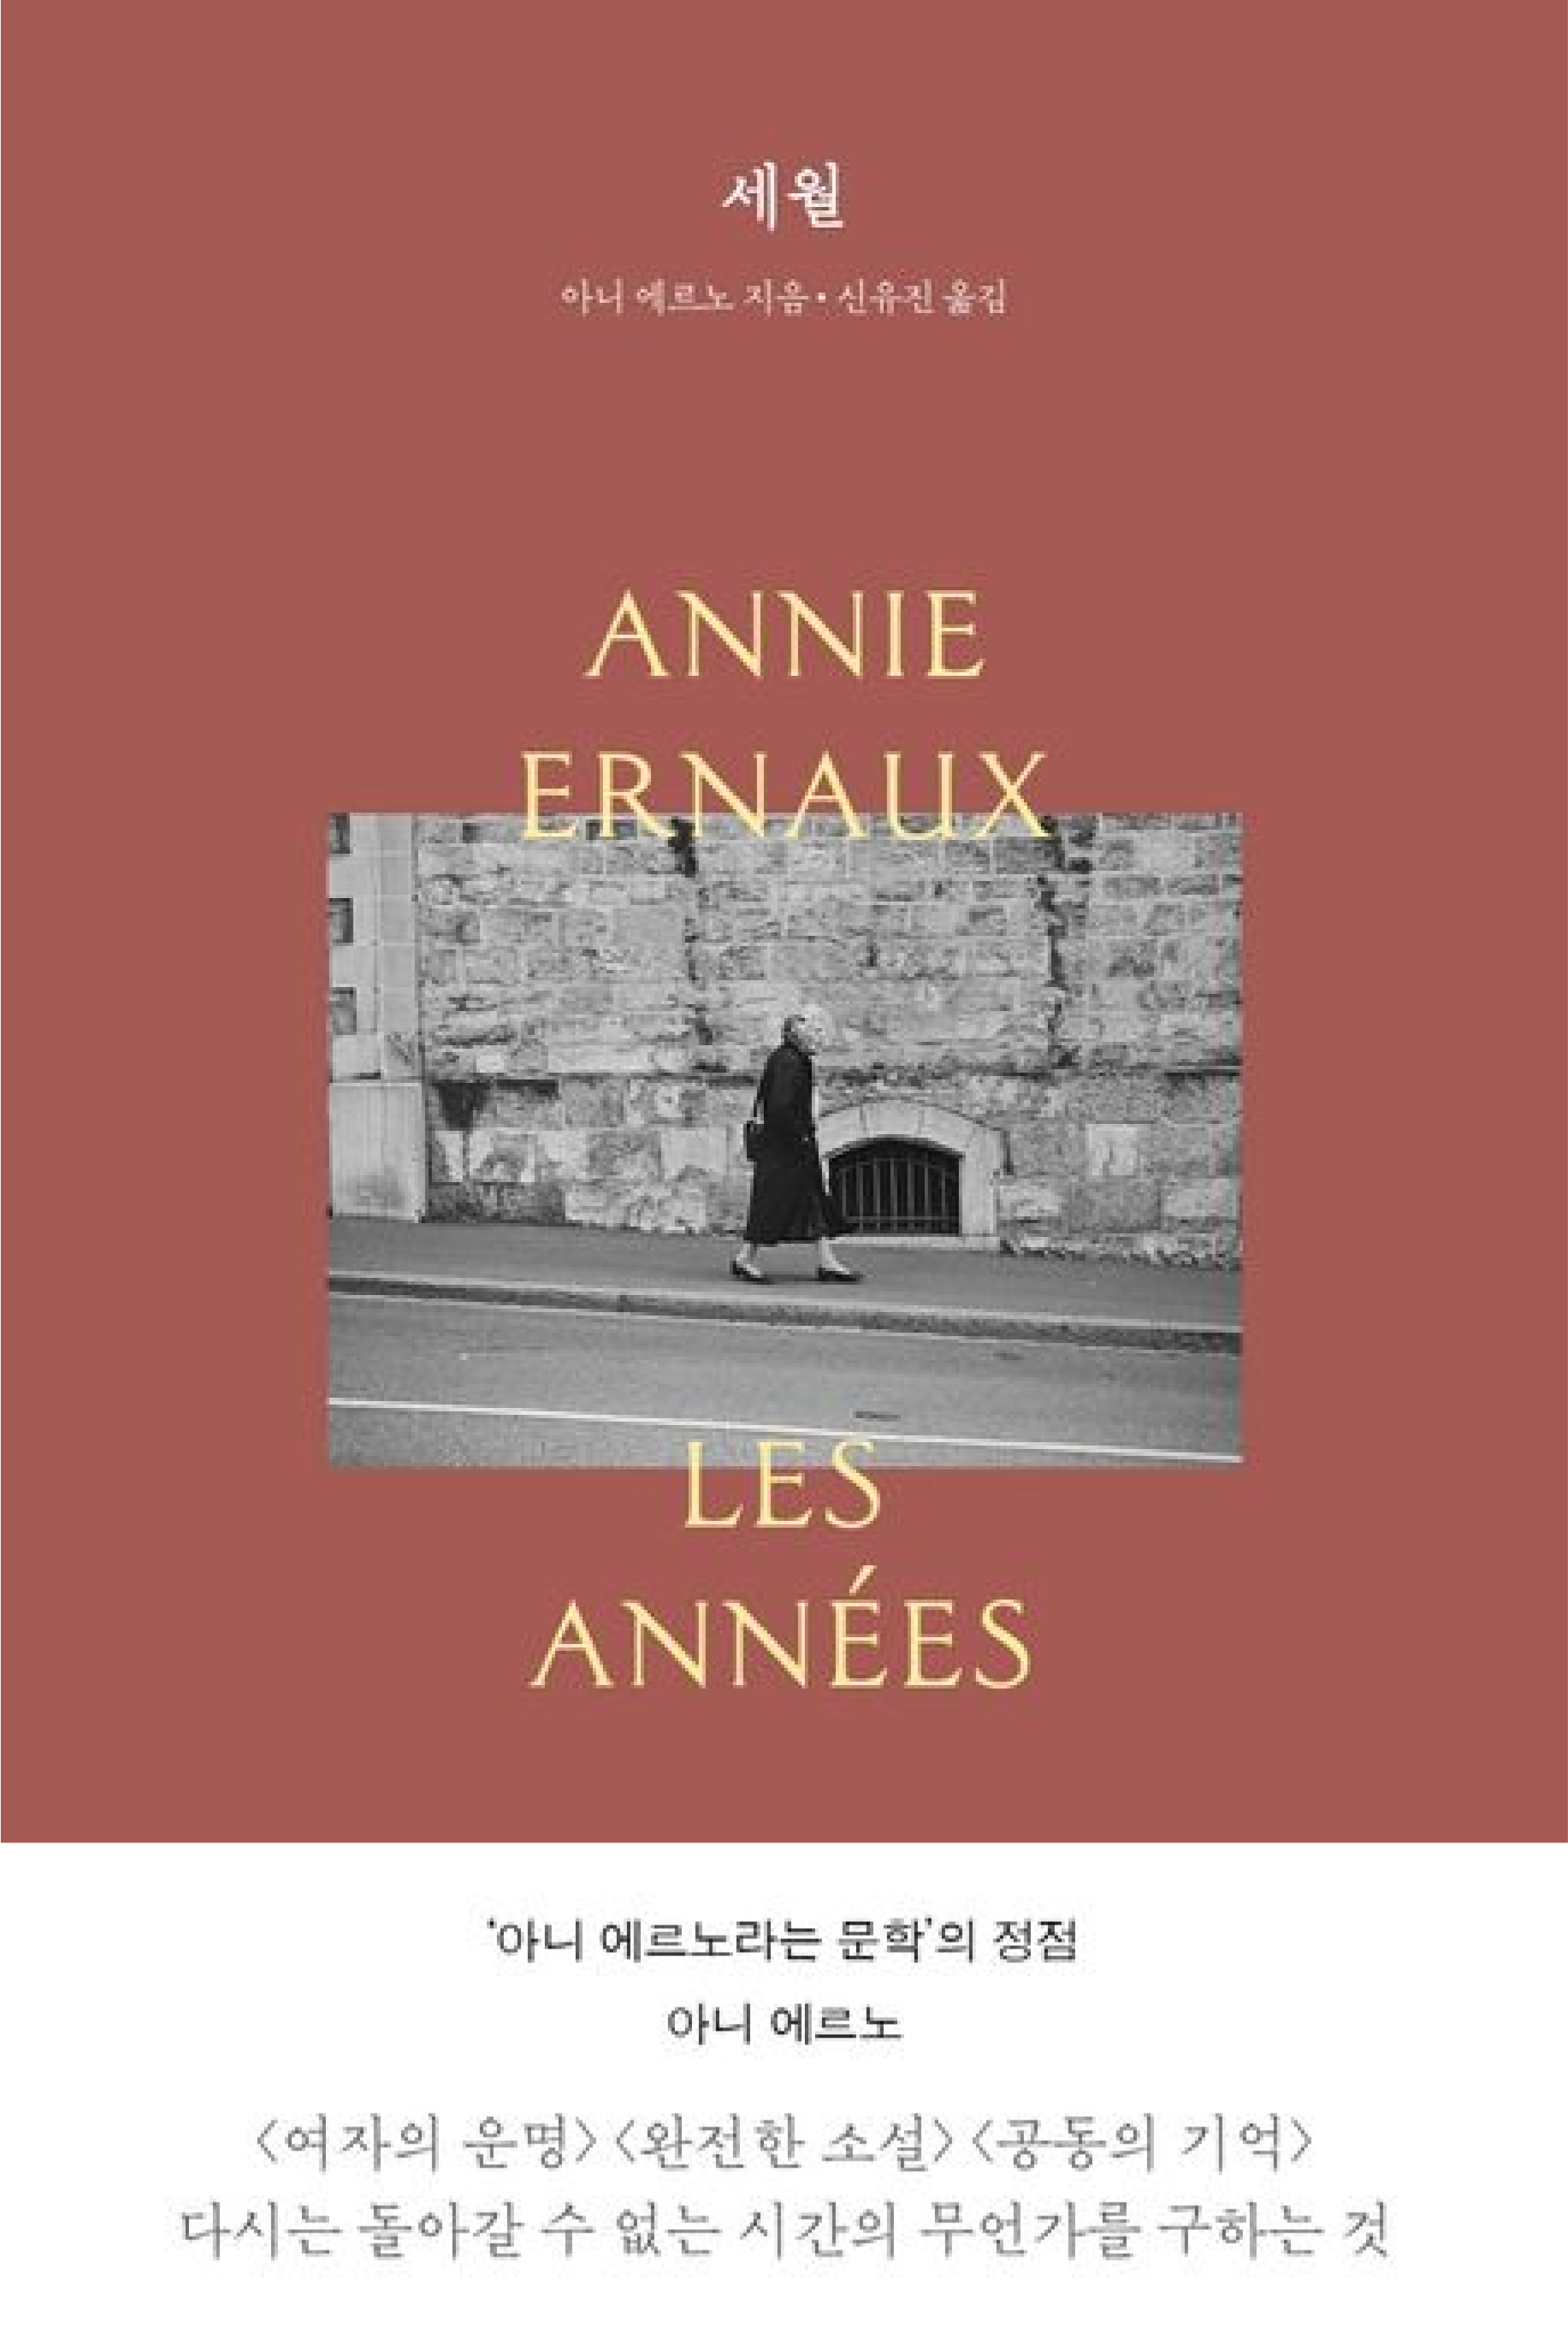 세월
아니 에르노 지음 • 신유진 옮김
ANNIE
ERNAUX
LES
ANNÉES
‘아니 에르노라는 문학’의 정점
아니 에르노
〈여자의 운명〉〈완전한 소설〉〈공동의 기억〉
다시는 돌아갈 수 없는 시간의 무언가를 구하는 것